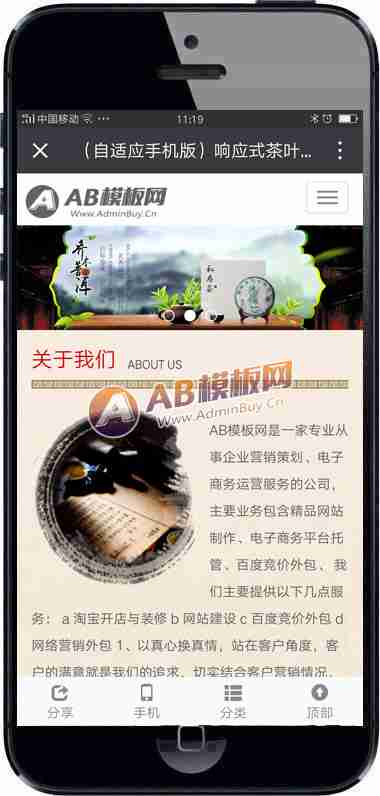 中国移动 ··· 11:19
（自适应手机版）响应式茶叶...
AB模板网
Www.AdminBuy.Cn
关于我们 ABOUT US
AB模板网
Www.AdminBuy.Cn
AB模板网是一家专业从
事企业营销策划、电子
商务运营服务的公司，
主要业务包含精品网站
制作、电子商务平台托
管、百度竞价外包、我
们主要提供以下几点服
务： a 淘宝开店与装修 b 网站建设 c 百度竞价外包 d
网络营销外包 1、以真心换真情，站在客户角度，客
户的满意就是我们的追求，切实结合客户营销情况，
分享 手机 分类 顶部